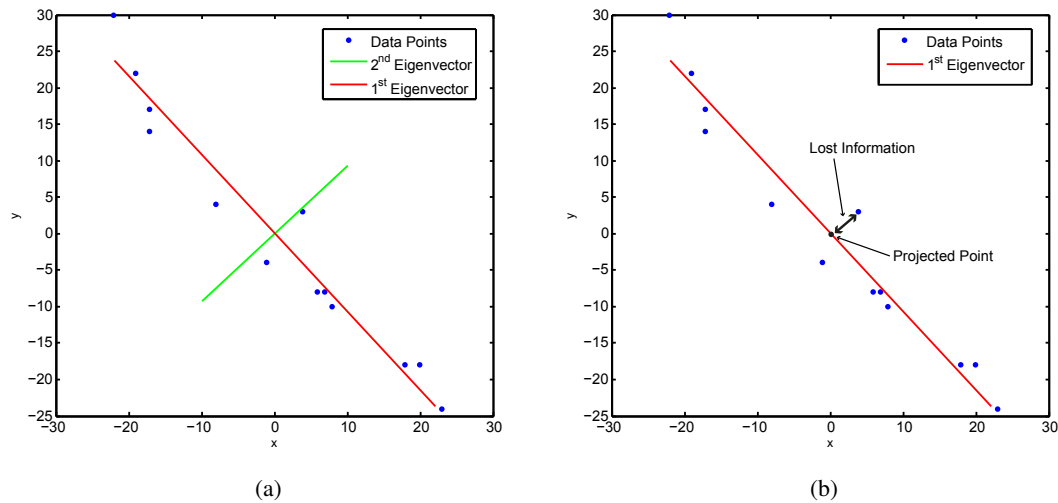 30
25
20
15
10
5
0
−5
−10
−15
−20
−25
−30
−20
−10
0
10
20
30
x
y
Data Points
2nd Eigenvector
1st Eigenvector
(a)
30
25
20
15
10
5
0
−5
−10
−15
−20
−25
−30
−20
−10
0
10
20
30
x
y
Data Points
1st Eigenvector
Lost Information
Projected Point
(b)